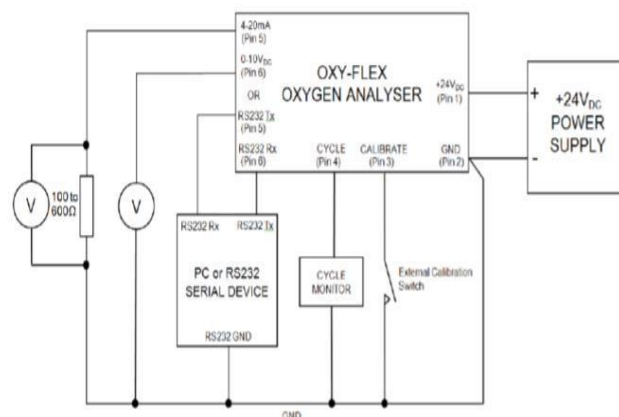 4-20mA
(Pin 5)
0-10VDC
(Pin 6)
OR
RS232 Tx
(Pin 5)
RS232 Rx
(Pin 6)
OXY-FLEX
OXYGEN ANALYSER
+24VDC
(Pin 1)
CYCLE
(Pin 4)
CALIBRATE
(Pin 3)
GND
(Pin 2)
+
-
+24VDC
POWER
SUPPLY
V
100 to
600Ω
V
RS232 Rx
RS232 Tx
PC or RS232
SERIAL DEVICE
RS232 GND
CYCLE
MONITOR
External Calibration
Switch
GND